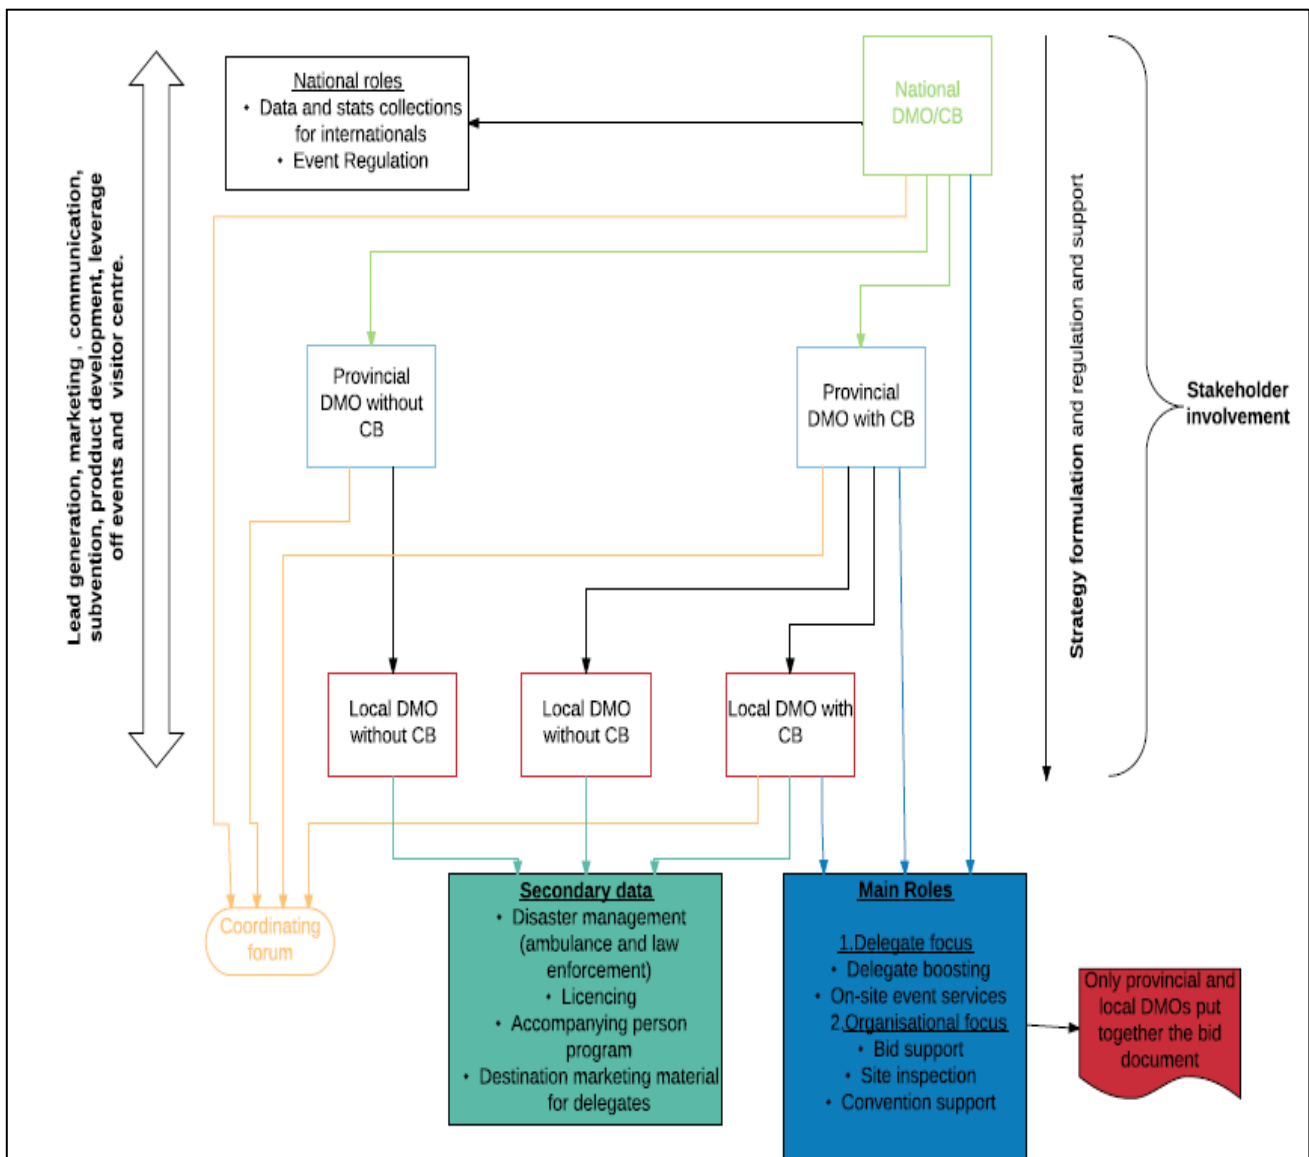 National roles
• Data and stats collections
for internationals
• Event Regulation
National
DMO/CB
Lead generation, marketing . communication,
subvention, prodduct development, leverage
off events and visitor centre.
Strategy formulation and regulation and support
Stakeholder
involvement
Provincial
DMO without
CB
Provincial
DMO with CB
Local DMO
without CB
Local DMO
without CB
Local DMO with
CB
Coordinating
forum
Secondary data
• Disaster management
(ambulance and law
enforcement)
• Licencing
• Accompanying person
program
• Destination marketing material
for delegates
Main Roles
1.Delegate focus
• Delegate boosting
• On-site event services
2.Organisational focus
• Bid support
• Site inspection
• Convention support
Only provincial and
local DMOs put
together the bid
document